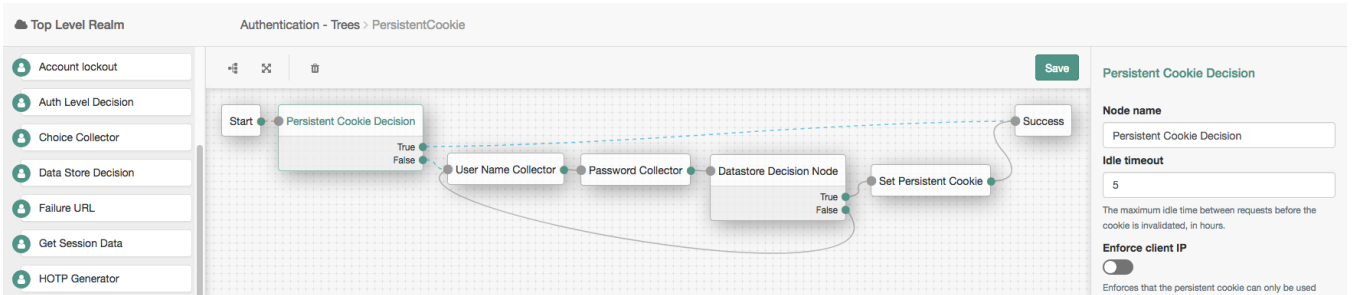 Top Level Realm
Authentication - Trees > PersistentCookie
Account lockout
Auth Level Decision
Choice Collector
Data Store Decision
Failure URL
Get Session Data
HOTP Generator
Save
Start
Persistent Cookie Decision
True
False
User Name Collector
Password Collector
Datastore Decision Node
True
False
Set Persistent Cookie
Success
Persistent Cookie Decision
Node name
Persistent Cookie Decision
Idle timeout
5
The maximum idle time between requests before the
cookie is invalidated, in hours.
Enforce client IP
Enforces that the persistent cookie can only be used